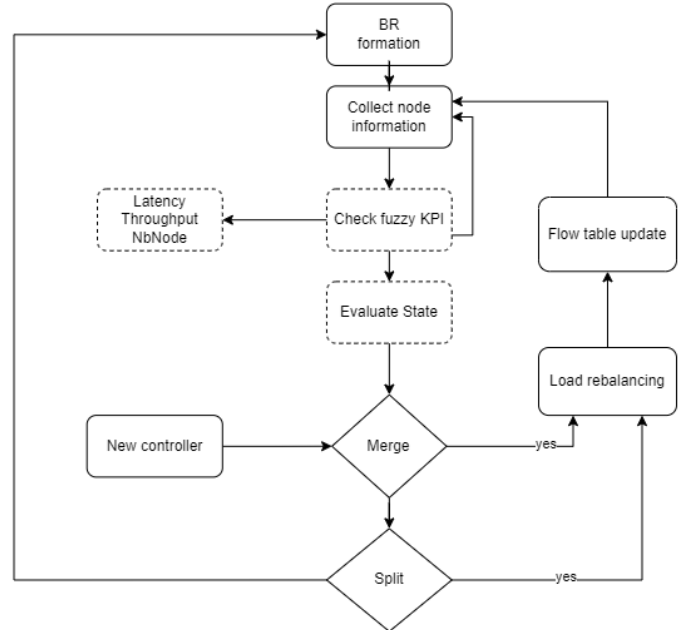 BR
formation
Collect node
information
Latency
Throughput
NbNode
Check fuzzy KPI
Flow table update
Evaluate State
Load rebalancing
New controller
Merge
yes
Split
yes